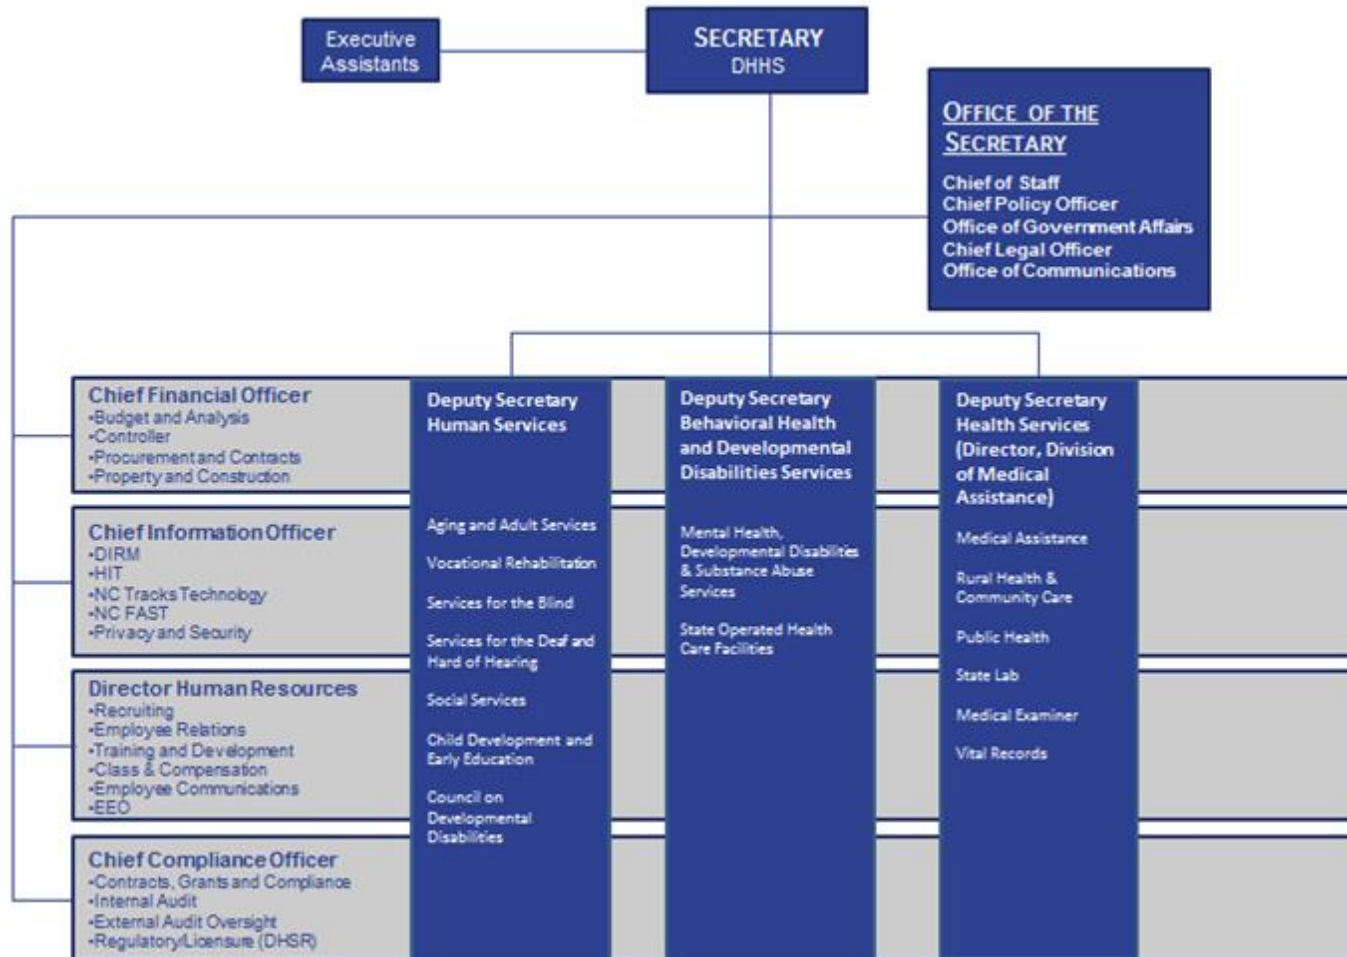 Executive
Assistants
SECRETARY
DHHS
OFFICE OF THE
SECRETARY
Chief of Staff
Chief Policy Officer
Office of Government Affairs
Chief Legal Officer
Office of Communications
Chief Financial Officer
•Budget and Analysis
•Controller
•Procurement and Contracts
•Property and Construction
Chief Information Officer
•DIRM
•HIT
•NC Tracks Technology
•NC FAST
•Privacy and Security
Director Human Resources
•Recruiting
•Employee Relations
•Training and Development
•Class & Compensation
•Employee Communications
•EEO
Chief Compliance Officer
•Contracts, Grants and Compliance
•Internal Audit
•External Audit Oversight
•Regulatory/Licensure (DHSR)
Deputy Secretary
Human Services
Aging and Adult Services
Vocational Rehabilitation
Services for the Blind
Services for the Deaf and
Hard of Hearing
Social Services
Child Development and
Early Education
Council on
Developmental
Disabilities
Deputy Secretary
Behavioral Health
and Developmental
Disabilities Services
Mental Health,
Developmental Disabilities
& Substance Abuse
Services
State Operated Health
Care Facilities
Deputy Secretary
Health Services
(Director, Division
of Medical
Assistance)
Medical Assistance
Rural Health &
Community Care
Public Health
State Lab
Medical Examiner
Vital Records